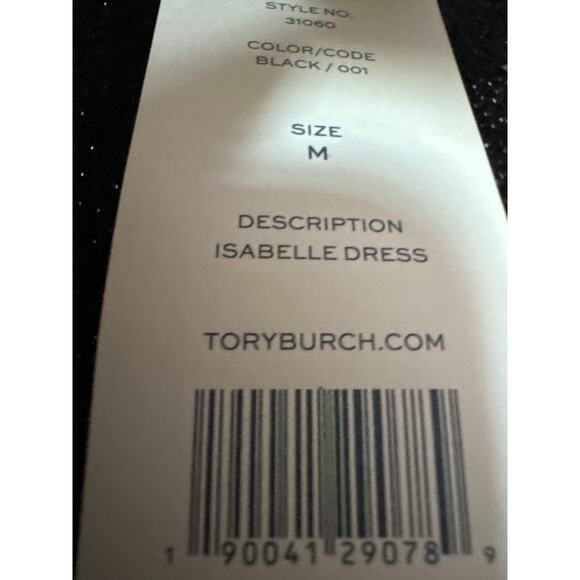 STYLE NO.
31060
COLOR/CODE
BLACK / 001
SIZE
M
DESCRIPTION
ISABELLE DRESS
TORYBURCH.COM
1 90041 29078 9